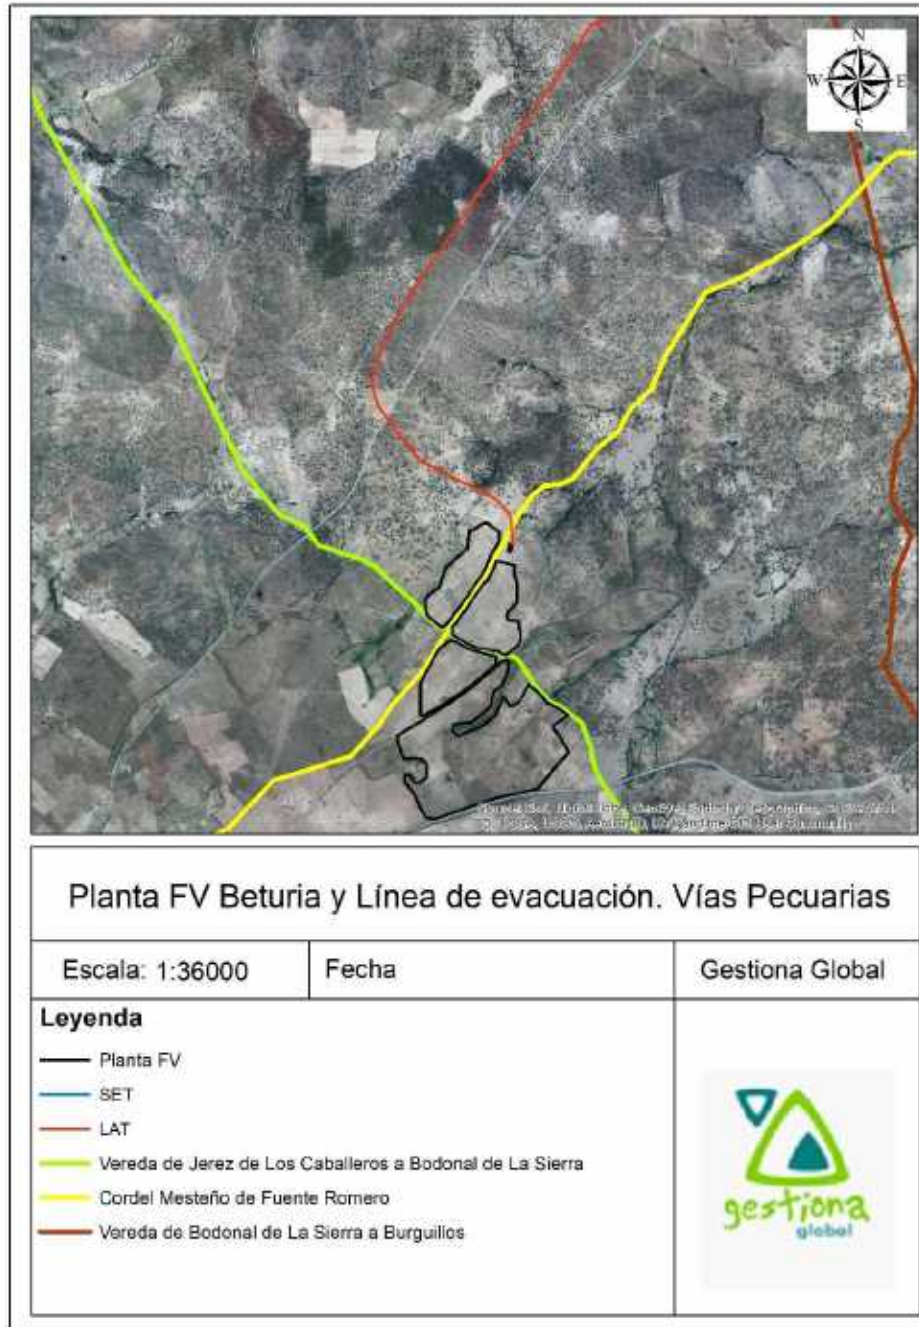 N
W E
S
Planta FV Beturia y Línea de evacuación. Vías Pecuarias
Escala: 1:36000
Fecha
Gestiona Global
Leyenda
Planta FV
SET
LAT
Vereda de Jerez de Los Caballeros a Bodonal de La Sierra
Cordel Mesteño de Fuente Romero
Vereda de Bodonal de La Sierra a Burguillos
gestiona
global